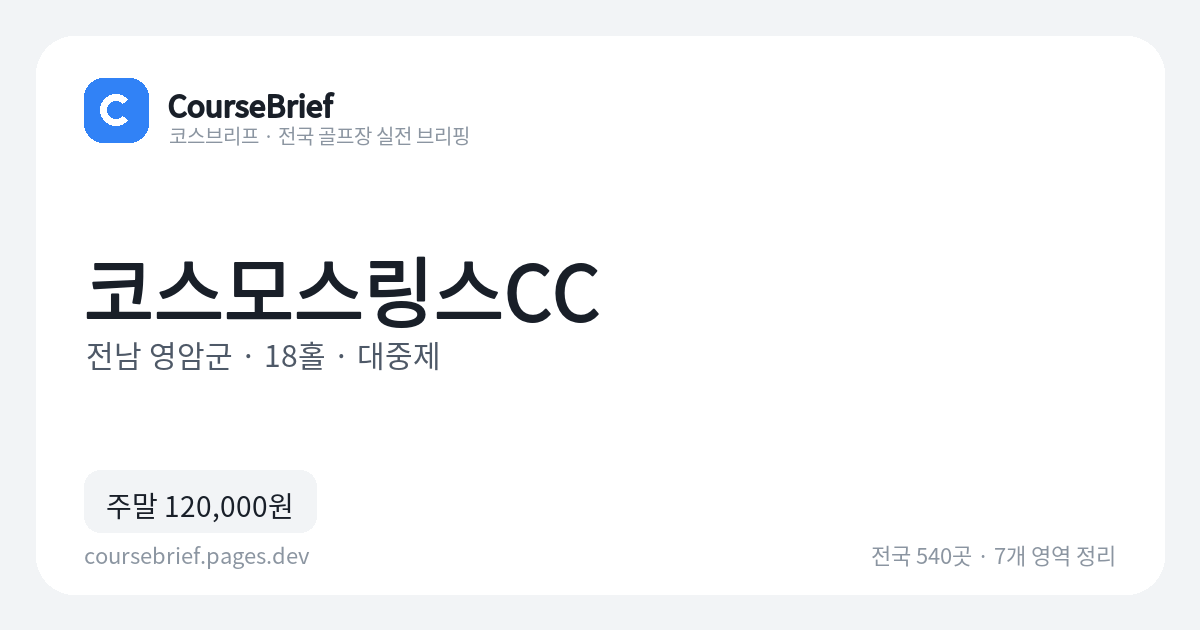 C
CourseBrief
코스브리프 · 전국 골프장 실전 브리핑
코스모스링스CC
전남 영암군 · 18홀 · 대중제
주말 120,000원
coursebrief.pages.dev
전국 540곳 · 7개 영역 정리